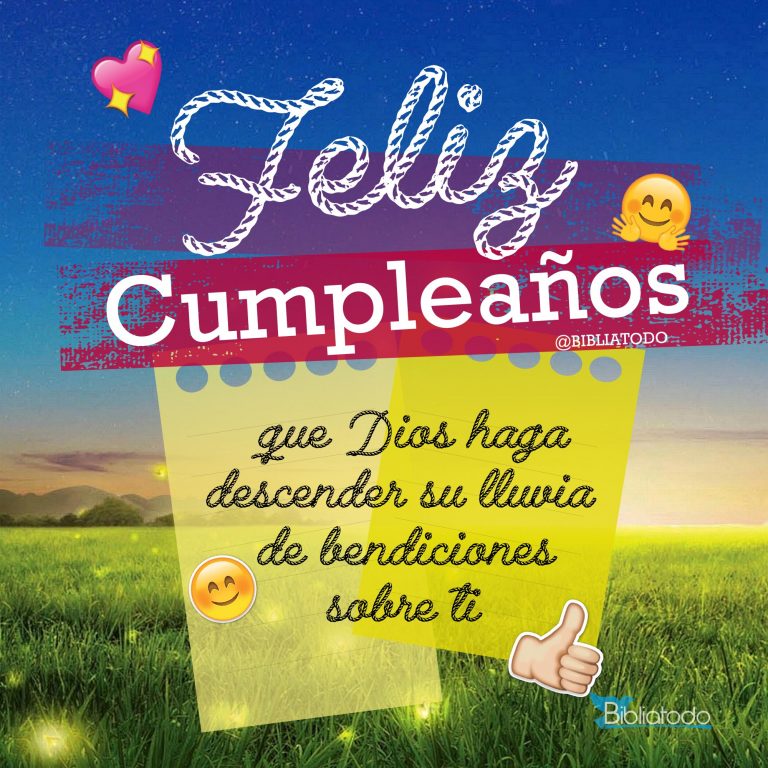 Feliz
Cumpleaños
@BIBLIATODO
que Dios haga
descender su lluvia
de bendiciones
sobre ti
Bibliatodo